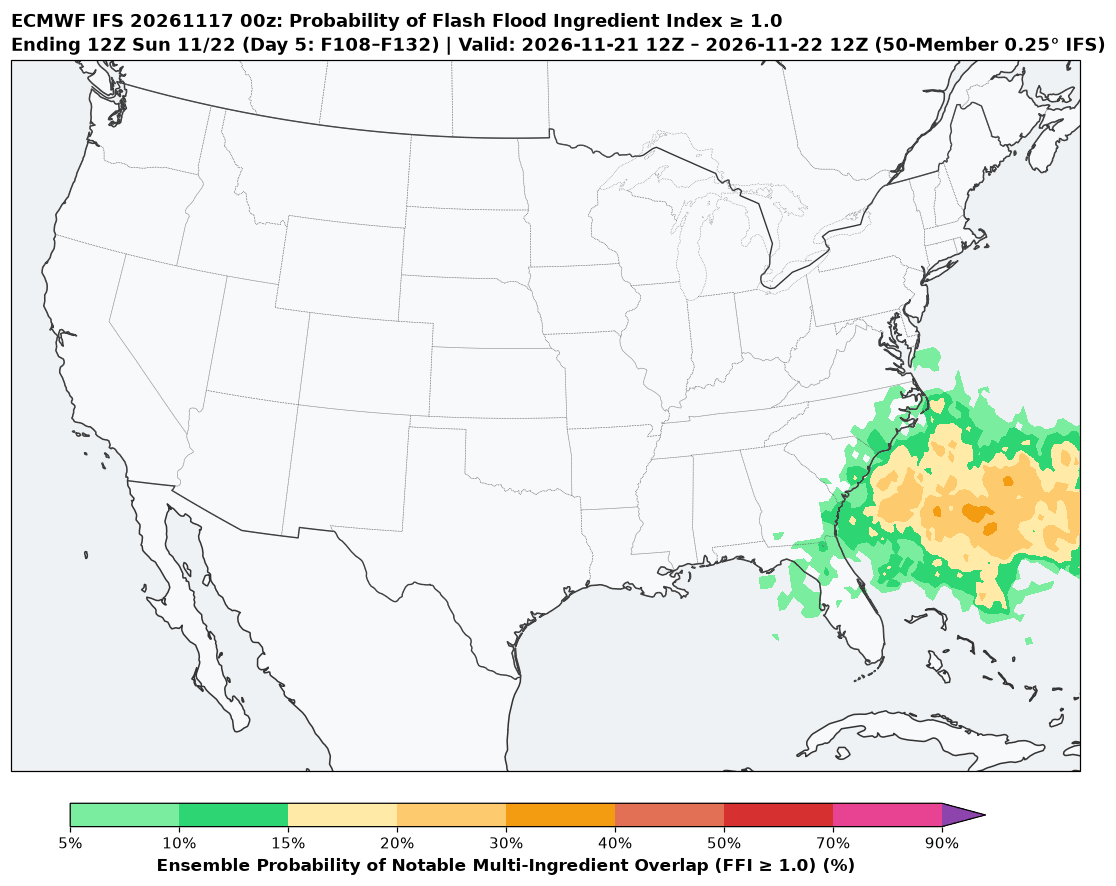 ECMWF IFS 20261117 00z: Probability of Flash Flood Ingredient Index ≥ 1.0
Ending 12Z Sun 11/22 (Day 5: F108–F132) | Valid: 2026-11-21 12Z – 2026-11-22 12Z (50-Member 0.25° IFS)
5% 10% 15% 20% 30% 40% 50% 70% 90%
Ensemble Probability of Notable Multi-Ingredient Overlap (FFI ≥ 1.0) (%)